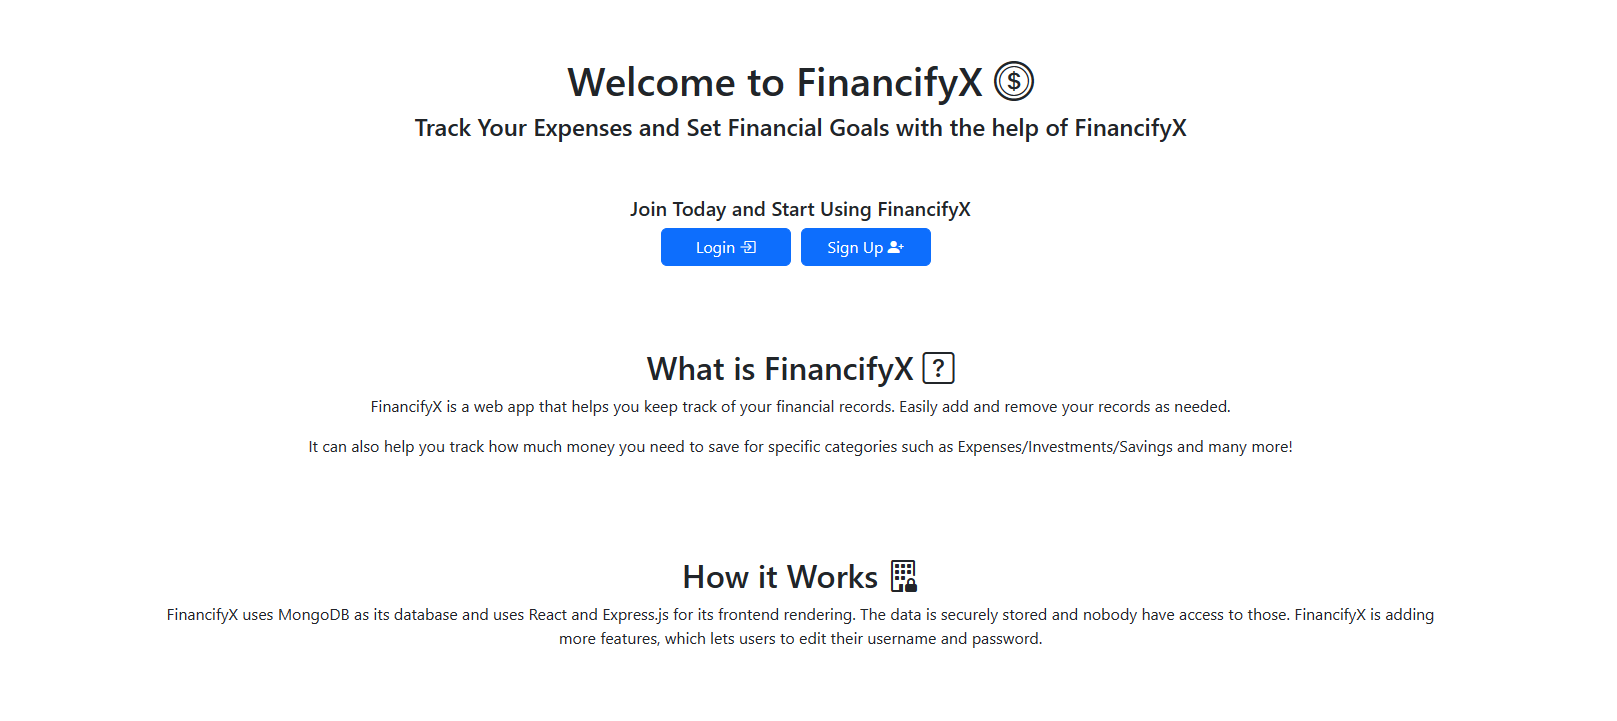 Welcome to FinancifyX
Track Your Expenses and Set Financial Goals with the help of FinancifyX
Join Today and Start Using FinancifyX
Login
Sign Up
What is FinancifyX
FinancifyX is a web app that helps you keep track of your financial records. Easily add and remove your records as needed.
It can also help you track how much money you need to save for specific categories such as Expenses/Investments/Savings and many more!
How it Works
FinancifyX uses MongoDB as its database and uses React and Express.js for its frontend rendering. The data is securely stored and nobody have access to those. FinancifyX is adding
more features, which lets users to edit their username and password.